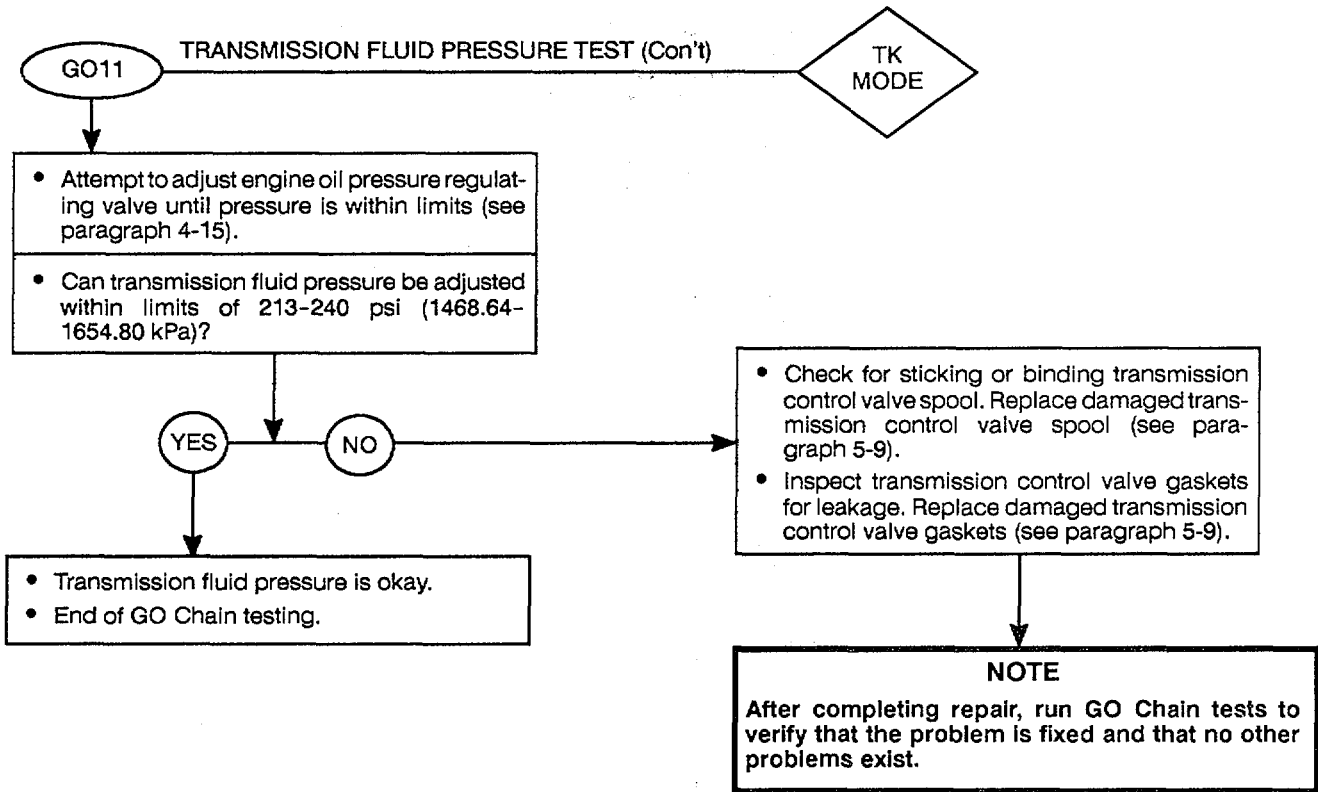 GO11
TRANSMISSION FLUID PRESSURE TEST (Con't)
TK
MODE
• Attempt to adjust engine oil pressure regulat-
ing valve until pressure is within limits (see
paragraph 4-15).
• Can transmission fluid pressure be adjusted
within limits of 213-240 psi (1468.64-
1654.80 kPa)?
YES
NO
• Transmission fluid pressure is okay.
• End of GO Chain testing.
• Check for sticking or binding transmission
control valve spool. Replace damaged trans-
mission control valve spool (see para-
graph 5-9).
• Inspect transmission control valve gaskets
for leakage. Replace damaged transmission
control valve gaskets (see paragraph 5-9).
NOTE
After completing repair, run GO Chain tests to
verify that the problem is fixed and that no other
problems exist.